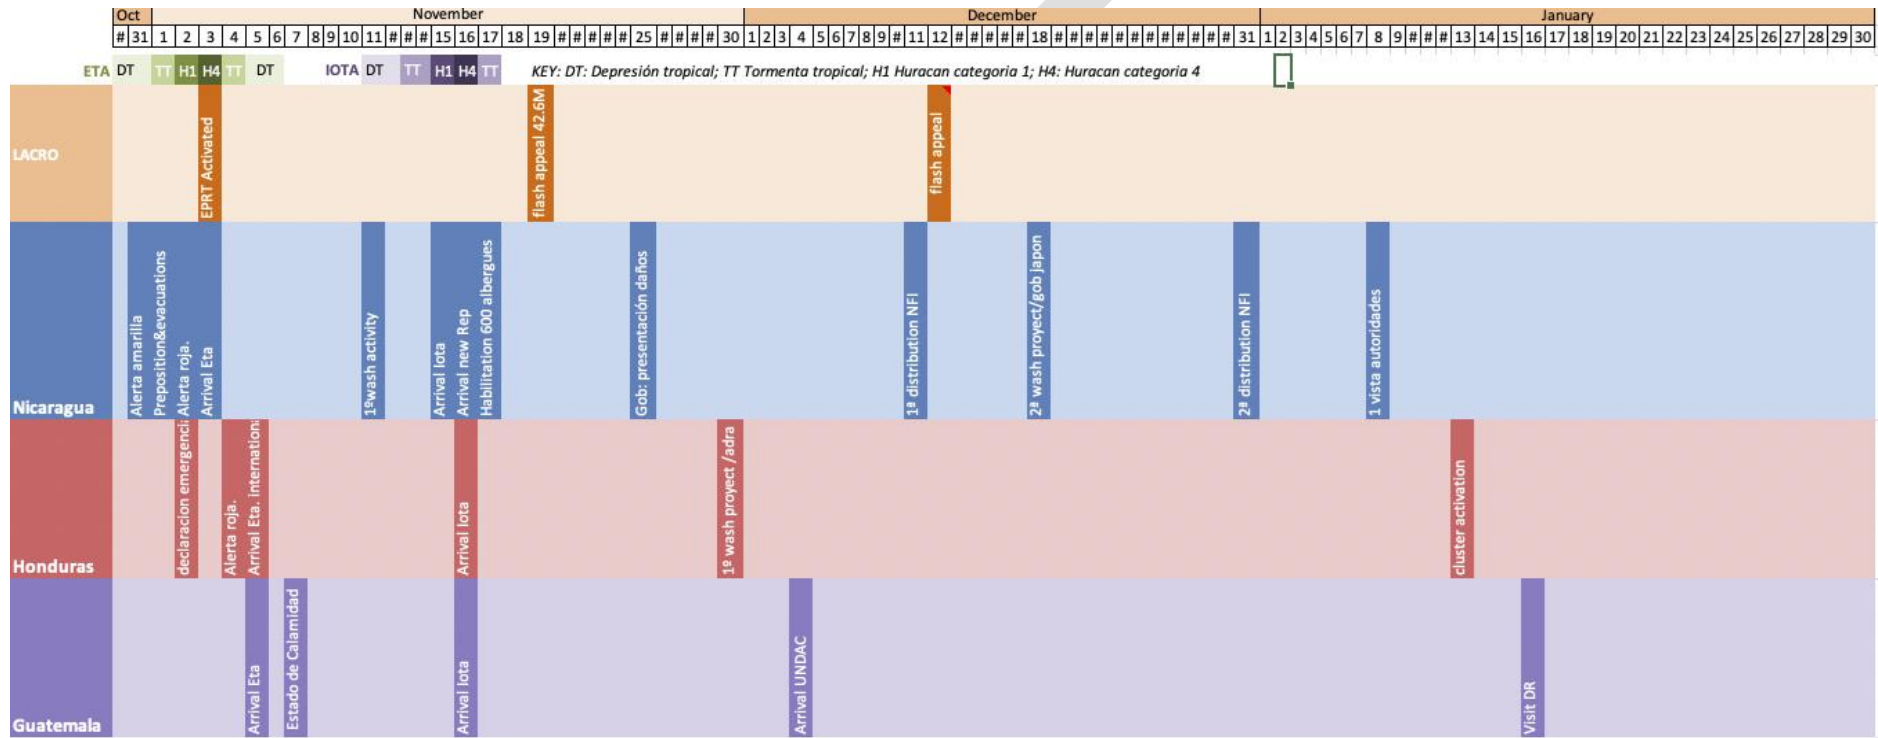 Oct November December January
# 31 1 2 3 4 5 6 7 8 9 10 11 # # # 15 16 17 18 19 # # # # # 25 # # # # 30 1 2 3 4 5 6 7 8 9 # 11 12 # # # # # 18 # # # # # # # # # # # # 31 1 2 3 4 5 6 7 8 9 # # # 13 14 15 16 17 18 19 20 21 22 23 24 25 26 27 28 29 30
ETA DT TT H1 H4 TT DT IOTA DT TT H1 H4 TT KEY: DT: Depresión tropical; TT Tormenta tropical; H1 Huracan categoria 1; H4: Huracan categoria 4
LACRO
EPRT Activated
flash appeal 42.6M
flash appeal
Nicaragua
Alerta amarilla
Preposition&evacuations
Alerta roja.
Arrival Eta
1ºwash activity
Arrival Iota
Arrival new Rep
Habilitation 600 albergues
Gob: presentación daños
1ª distribution NFI
2ª wash proyect/gob japon
2ª distribution NFI
1 vista autoridades
Honduras
declaracion emergenci
Alerta roja.
Arrival Eta. internation
Arrival Iota
1º wash proyect /adra
cluster activation
Guatemala
Arrival Eta
Estado de Calamidad
Arrival Iota
Arrival UNDAC
Visit DR